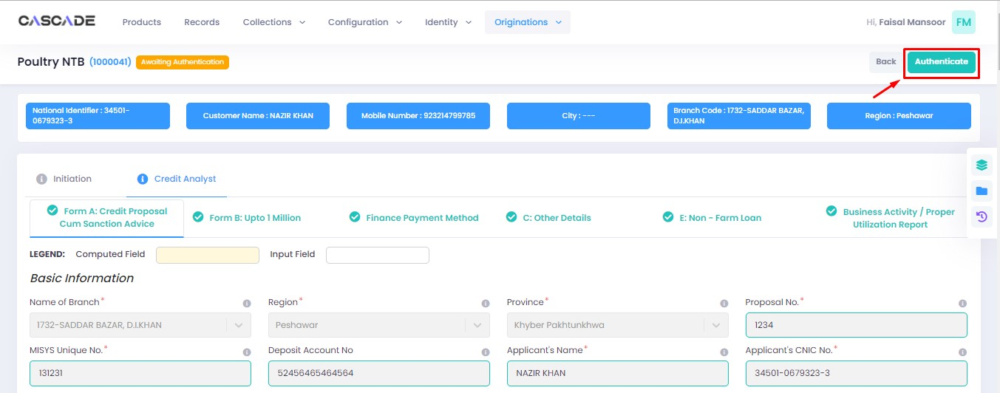 CASCADE
Products
Records
Collections
Configuration
Identity
Originations
Hi, Faisal Mansoor
FM
Poultry NTB (1000041) Awaiting Authentication
Back
Authenticate
National Identifier : 34501-
0679323-3
Customer Name : NAZIR KHAN
Mobile Number : 923214799785
City : ---
Branch Code : 1732-SADDAR BAZAR,
D.I.KHAN
Region : Peshawar
Initiation
Credit Analyst
Form A: Credit Proposal
Cum Sanction Advice
Form B: Upto 1 Million
Finance Payment Method
C: Other Details
E: Non - Farm Loan
Business Activity / Proper
Utilization Report
LEGEND: Computed Field Input Field
Basic Information
Name of Branch*
Region*
Province*
Proposal No.*
1732-SADDAR BAZAR, D.I.KHAN
Peshawar
Khyber Pakhtunkhwa
1234
MISYS Unique No.*
Deposit Account No
Applicant's Name*
Applicant's CNIC No.*
131231
52456465464564
NAZIR KHAN
34501-0679323-3